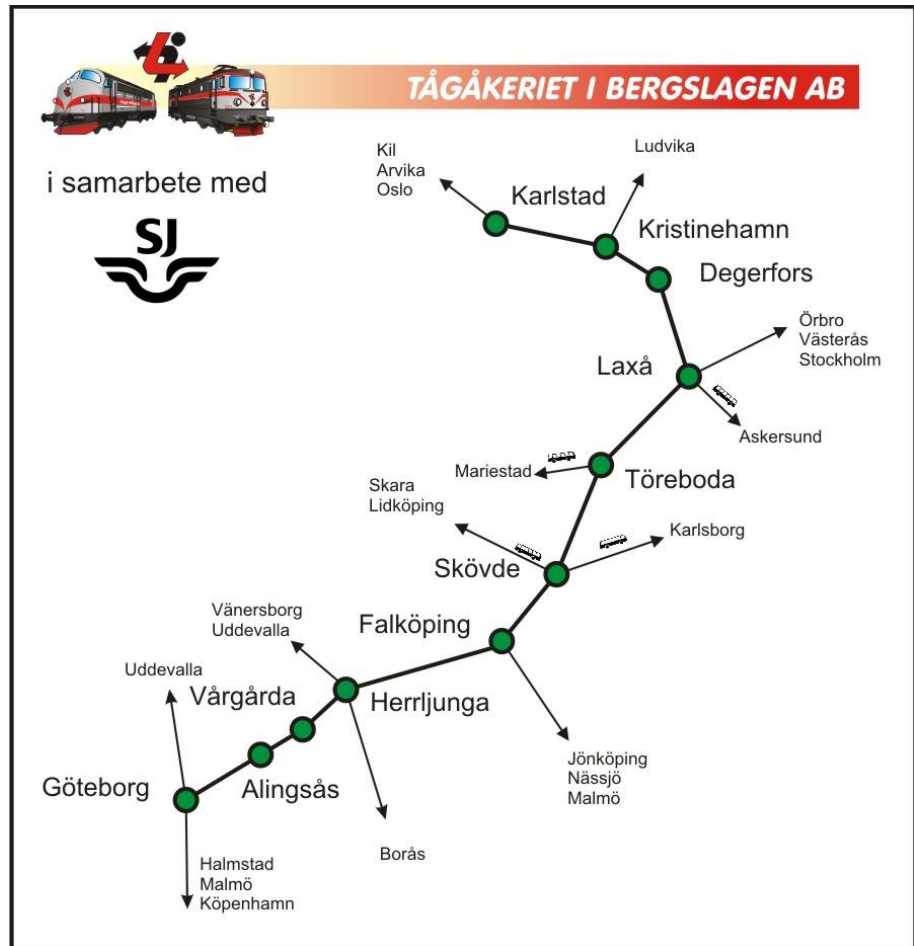 TÅGÅKERIET I BERGSLAGEN AB
i samarbete med
SJ
Kil
Arvika
Oslo
Ludvika
Karlstad
Kristinehamn
Degerfors
Örbro
Västerås
Stockholm
Laxå
Askersund
Mariestad
Töreboda
Skara
Lidköping
Karlsborg
Skövde
Vänersborg
Uddevalla
Falköping
Uddevalla
Vårgårda
Herrljunga
Jönköping
Nässjö
Malmö
Göteborg
Alingsås
Borås
Halmstad
Malmö
Köpenhamn